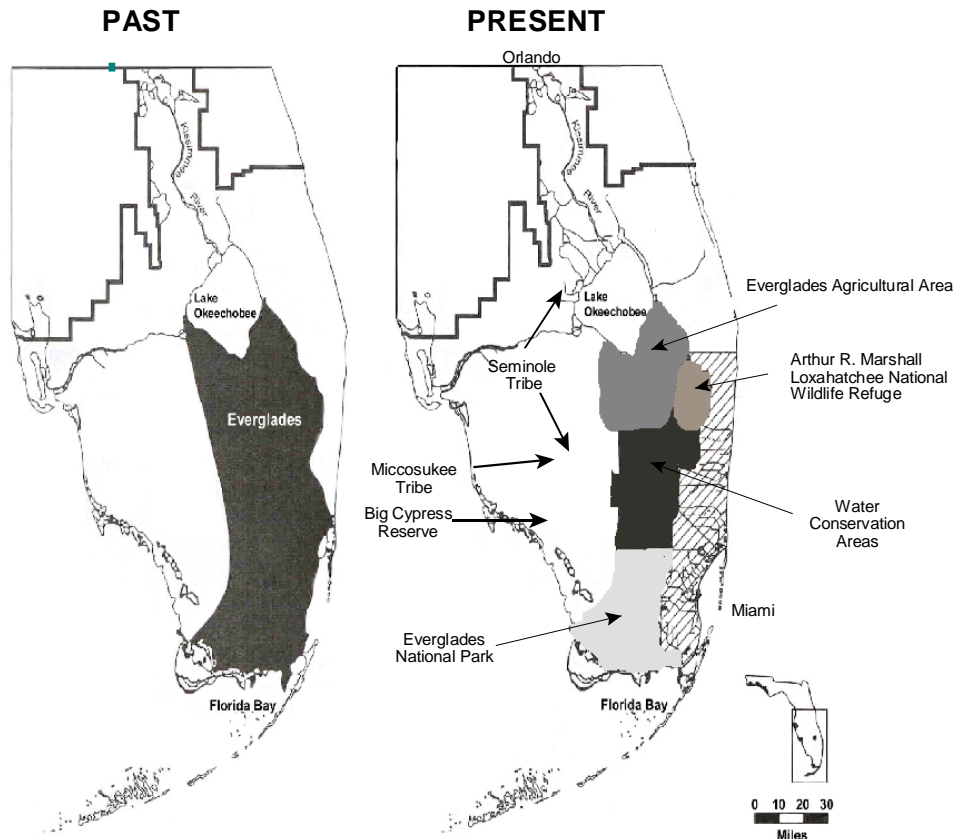 PAST
Kissimmee
River
Lake
Okeechobee
Everglades
Florida Bay
PRESENT
Orlando
Kissimmee
River
Lake
Okeechobee
Everglades Agricultural Area
Seminole
Tribe
Arthur R. Marshall
Loxahatchee National
Wildlife Refuge
Miccosukee
Tribe
Big Cypress
Reserve
Water
Conservation
Areas
Miami
Everglades
National Park
Florida Bay
0 10 20 30
Miles